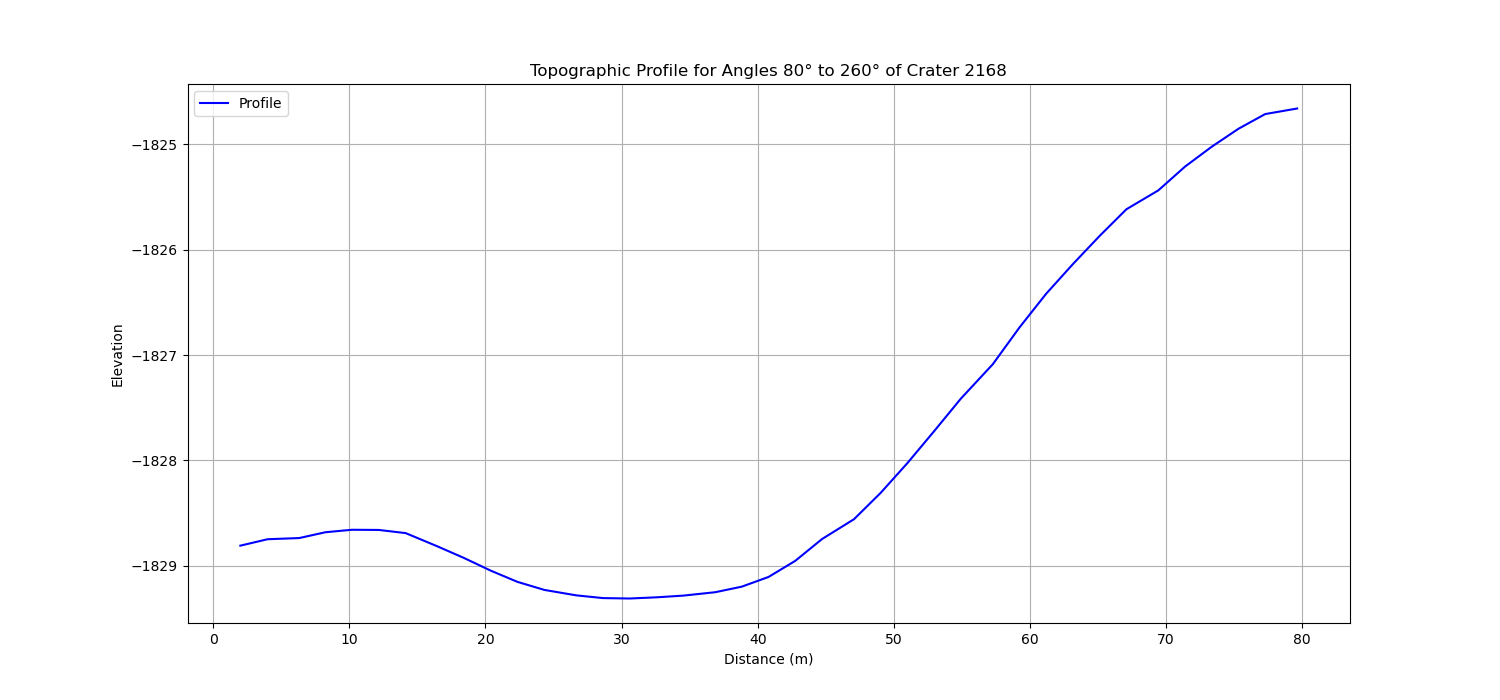 Topographic Profile for Angles 80° to 260° of Crater 2168
Profile
−1825
−1826
−1827
−1828
−1829
Elevation
0 10 20 30 40 50 60 70 80
Distance (m)